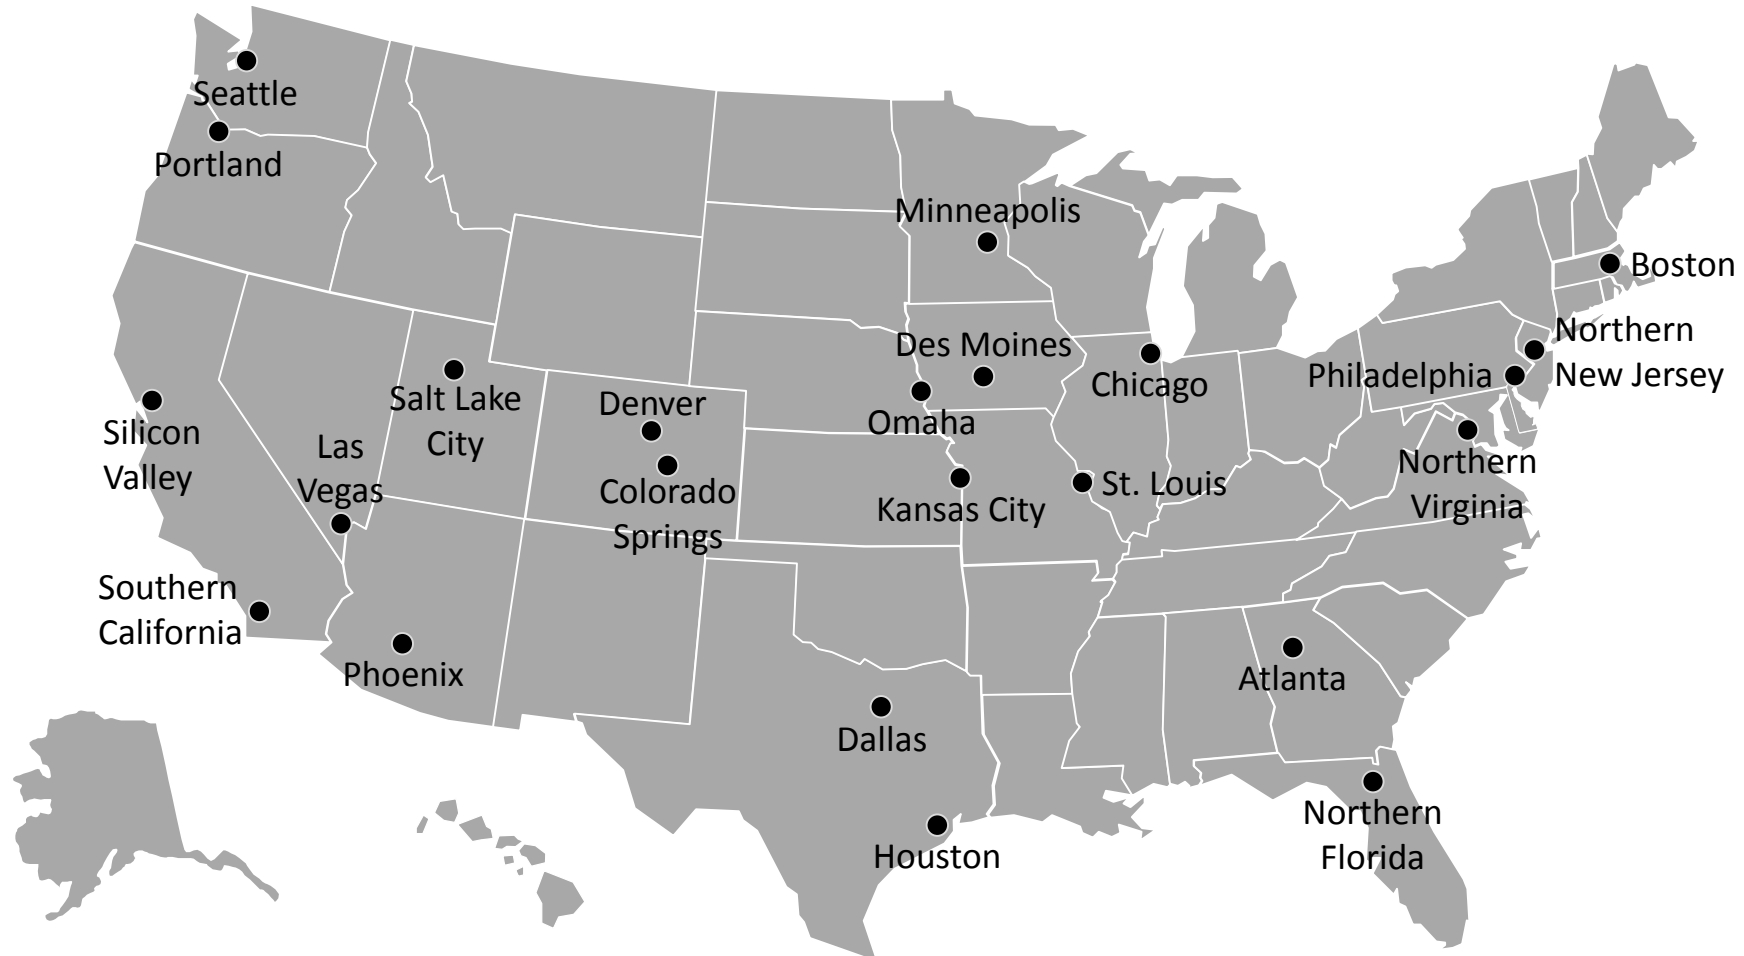 Seattle
Portland
Minneapolis
Boston
Northern
New Jersey
Des Moines
Philadelphia
Chicago
Salt Lake
City
Denver
Omaha
Silicon
Valley
Las
Vegas
Colorado
Springs
Kansas City
St. Louis
Northern
Virginia
Southern
California
Phoenix
Atlanta
Dallas
Northern
Florida
Houston